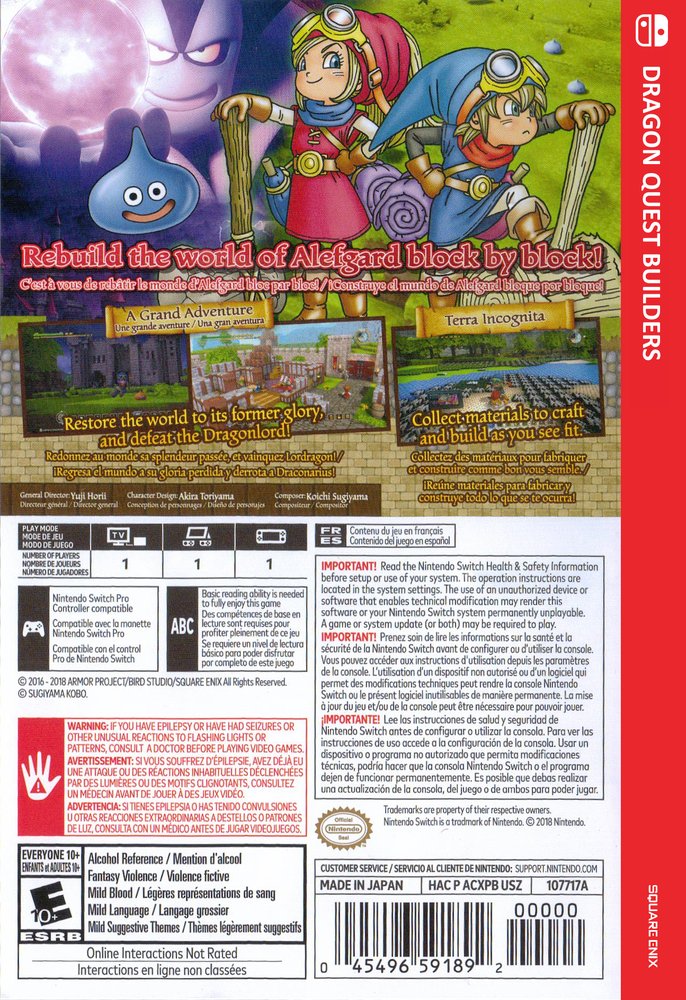 Rebuild the world of Alefgard block by block!
C'est à vous de rebâtir le monde d'Alefgard bloc par bloc! / ¡Construye el mundo de Alefgard bloque por bloque!
A Grand Adventure
Une grande aventure / Una gran aventura
Restore the world to its former glory,
and defeat the Dragonlord!
Redonnez au monde sa splendeur passée, et vainquez Lordragon! /
¡Regresa el mundo a su gloria perdida y derrota a Draconarius!
Terra Incognita
Collect materials to craft
and build as you see fit.
Collectez des matériaux pour fabriquer
et construire comme bon vous semble. /
¡Reúne materiales para fabricar y
construye todo lo que se te ocurra!
General Director: Yuji Horii
Directeur général / Director general
Character Design: Akira Toriyama
Conception de personnages / Diseño de personajes
Composer: Koichi Sugiyama
Compositeur / Compositor
PLAY MODE
MODE DE JEU
MODO DE JUEGO
TV
NUMBER OF PLAYERS
NOMBRE DE JOUEURS
NÚMERO DE JUGADORES
1
1
1
Nintendo Switch Pro
Controller compatible
Compatible avec la manette
Nintendo Switch Pro
Compatible con el control
Pro de Nintendo Switch
ABC
Basic reading ability is needed
to fully enjoy this game
Des compétences de base en
lecture sont requises pour
profiter pleinement de ce jeu
Se requiere un nivel de lectura
básico para poder disfrutar
por completo de este juego
© 2016 - 2018 ARMOR PROJECT/BIRD STUDIO/SQUARE ENIX All Rights Reserved.
© SUGIYAMA KOBO.
WARNING: IF YOU HAVE EPILEPSY OR HAVE HAD SEIZURES OR
OTHER UNUSUAL REACTIONS TO FLASHING LIGHTS OR
PATTERNS, CONSULT A DOCTOR BEFORE PLAYING VIDEO GAMES.
AVERTISSEMENT: SI VOUS SOUFFREZ D'ÉPILEPSIE, AVEZ DÉJÀ EU
UNE ATTAQUE OU DES RÉACTIONS INHABITUELLES DÉCLENCHÉES
PAR DES LUMIÈRES OU DES MOTIFS CLIGNOTANTS, CONSULTEZ
UN MÉDECIN AVANT DE JOUER À DES JEUX VIDÉO.
ADVERTENCIA: SI TIENES EPILEPSIA O HAS TENIDO CONVULSIONES
U OTRAS REACCIONES EXTRAORDINARIAS A DESTELLOS O PATRONES
DE LUZ, CONSULTA CON UN MÉDICO ANTES DE JUGAR VIDEOJUEGOS.
EVERYONE 10+
ENFANTS et ADULTES 10+
E
10+
ESRB
Alcohol Reference / Mention d'alcool
Fantasy Violence / Violence fictive
Mild Blood / Légères représentations de sang
Mild Language / Langage grossier
Mild Suggestive Themes / Thèmes légèrement suggestifs
Online Interactions Not Rated
Interactions en ligne non classées
FR
ES
Contenu du jeu en français
Contenido del juego en español
IMPORTANT! Read the Nintendo Switch Health & Safety Information
before setup or use of your system. The operation instructions are
located in the system settings. The use of an unauthorized device or
software that enables technical modification may render this
software or your Nintendo Switch system permanently unplayable.
A game or system update (or both) may be required to play.
IMPORTANT! Prenez soin de lire les informations sur la santé et la
sécurité de la Nintendo Switch avant de configurer ou d'utiliser la console.
Vous pouvez accéder aux instructions d'utilisation depuis les paramètres
de la console. L'utilisation d'un dispositif non autorisé ou d'un logiciel qui
permet des modifications techniques peut rendre la console Nintendo
Switch ou le présent logiciel inutilisables de manière permanente. La mise
à jour du jeu et/ou de la console peut être nécessaire pour pouvoir jouer.
¡IMPORTANTE! Lee las instrucciones de salud y seguridad de
Nintendo Switch antes de configurar o utilizar la consola. Para ver las
instrucciones de uso accede a la configuración de la consola. Usar un
dispositivo o programa no autorizado que permita modificaciones
técnicas, podría hacer que la consola Nintendo Switch o el programa
dejen de funcionar permanentemente. Es posible que debas realizar
una actualización de la consola, del juego o de ambos para poder jugar.
Official
Nintendo
Seal
Trademarks are property of their respective owners.
Nintendo Switch is a trademark of Nintendo. © 2018 Nintendo.
CUSTOMER SERVICE / SERVICIO AL CLIENTE DE NINTENDO: SUPPORT.NINTENDO.COM
MADE IN JAPAN
HAC P ACXPB USZ
107717A
00000
0 45496 59189 2
DRAGON QUEST BUILDERS
SQUARE ENIX